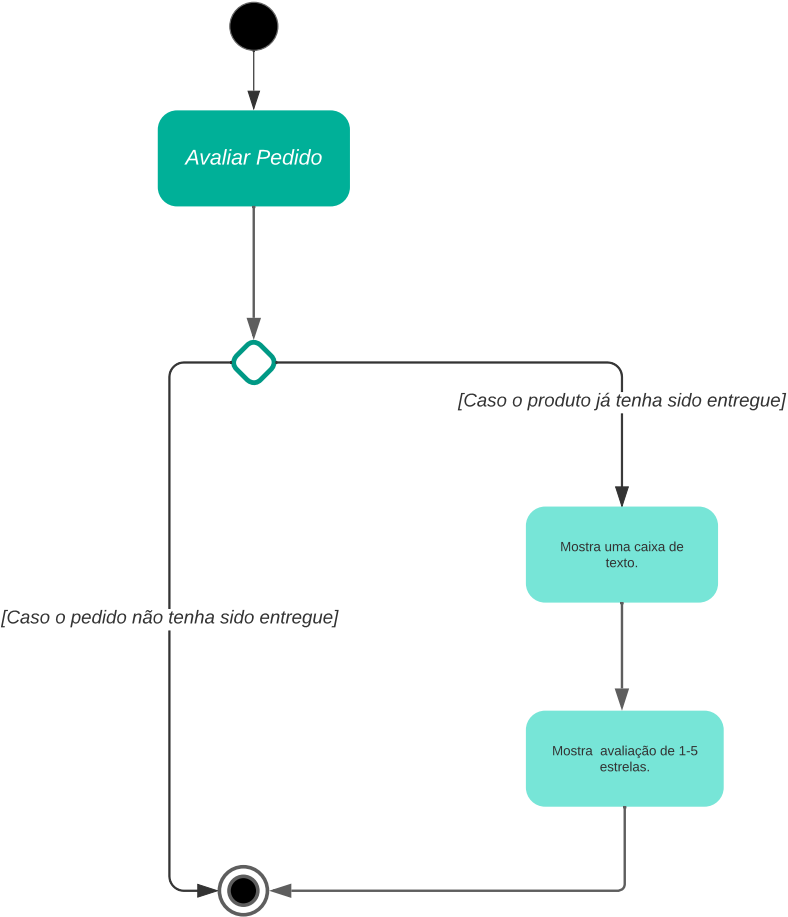 Avaliar Pedido
[Caso o produto já tenha sido entregue]
Mostra uma caixa de
texto.
[Caso o pedido não tenha sido entregue]
Mostra  avaliação de 1-5
estrelas.